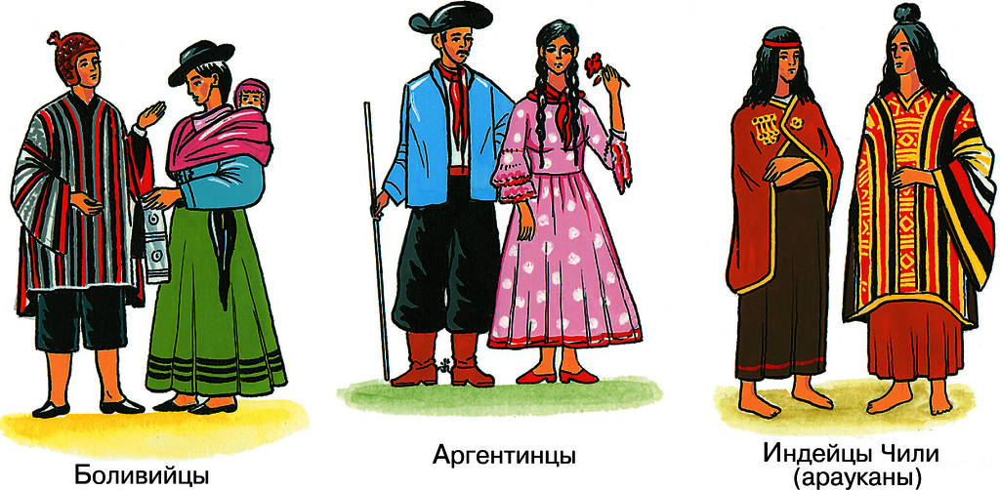 Боливийцы
Аргентинцы
Индейцы Чили
(арауканы)